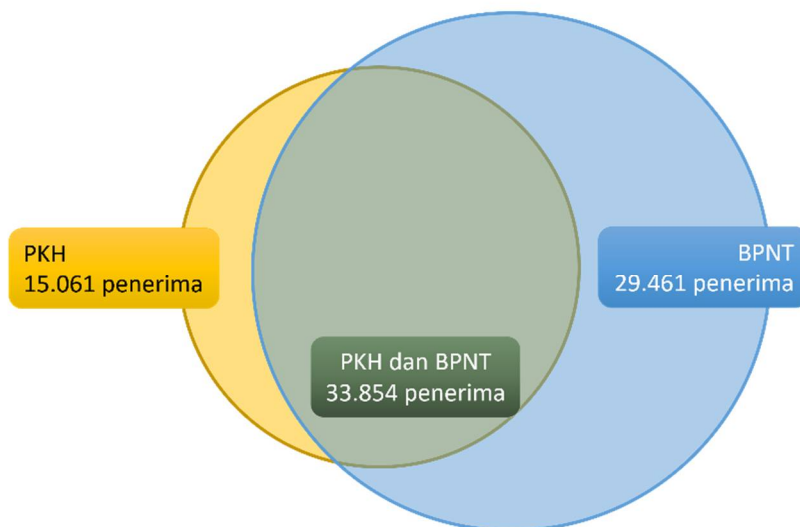 PKH
15.061 penerima
BPNT
29.461 penerima
PKH dan BPNT
33.854 penerima